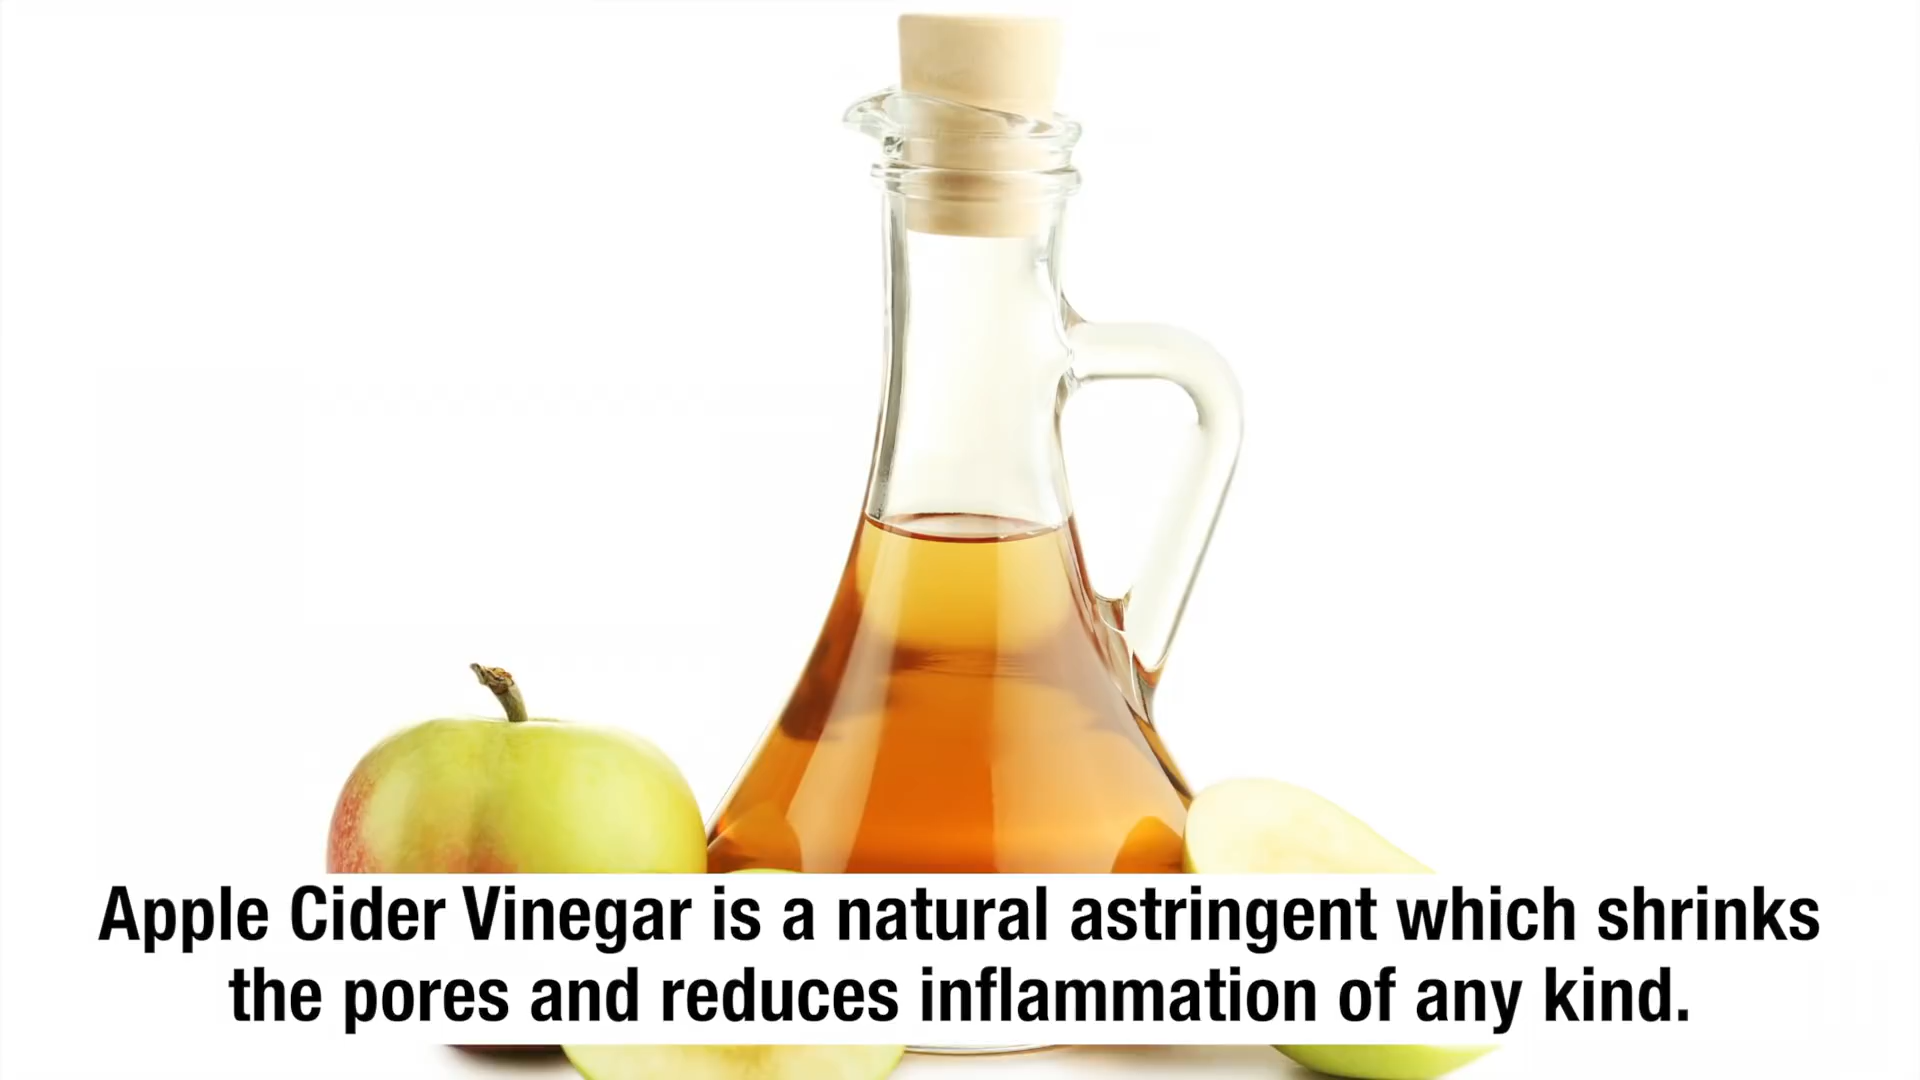 Apple Cider Vinegar is a natural astringent which shrinks
the pores and reduces inflammation of any kind.